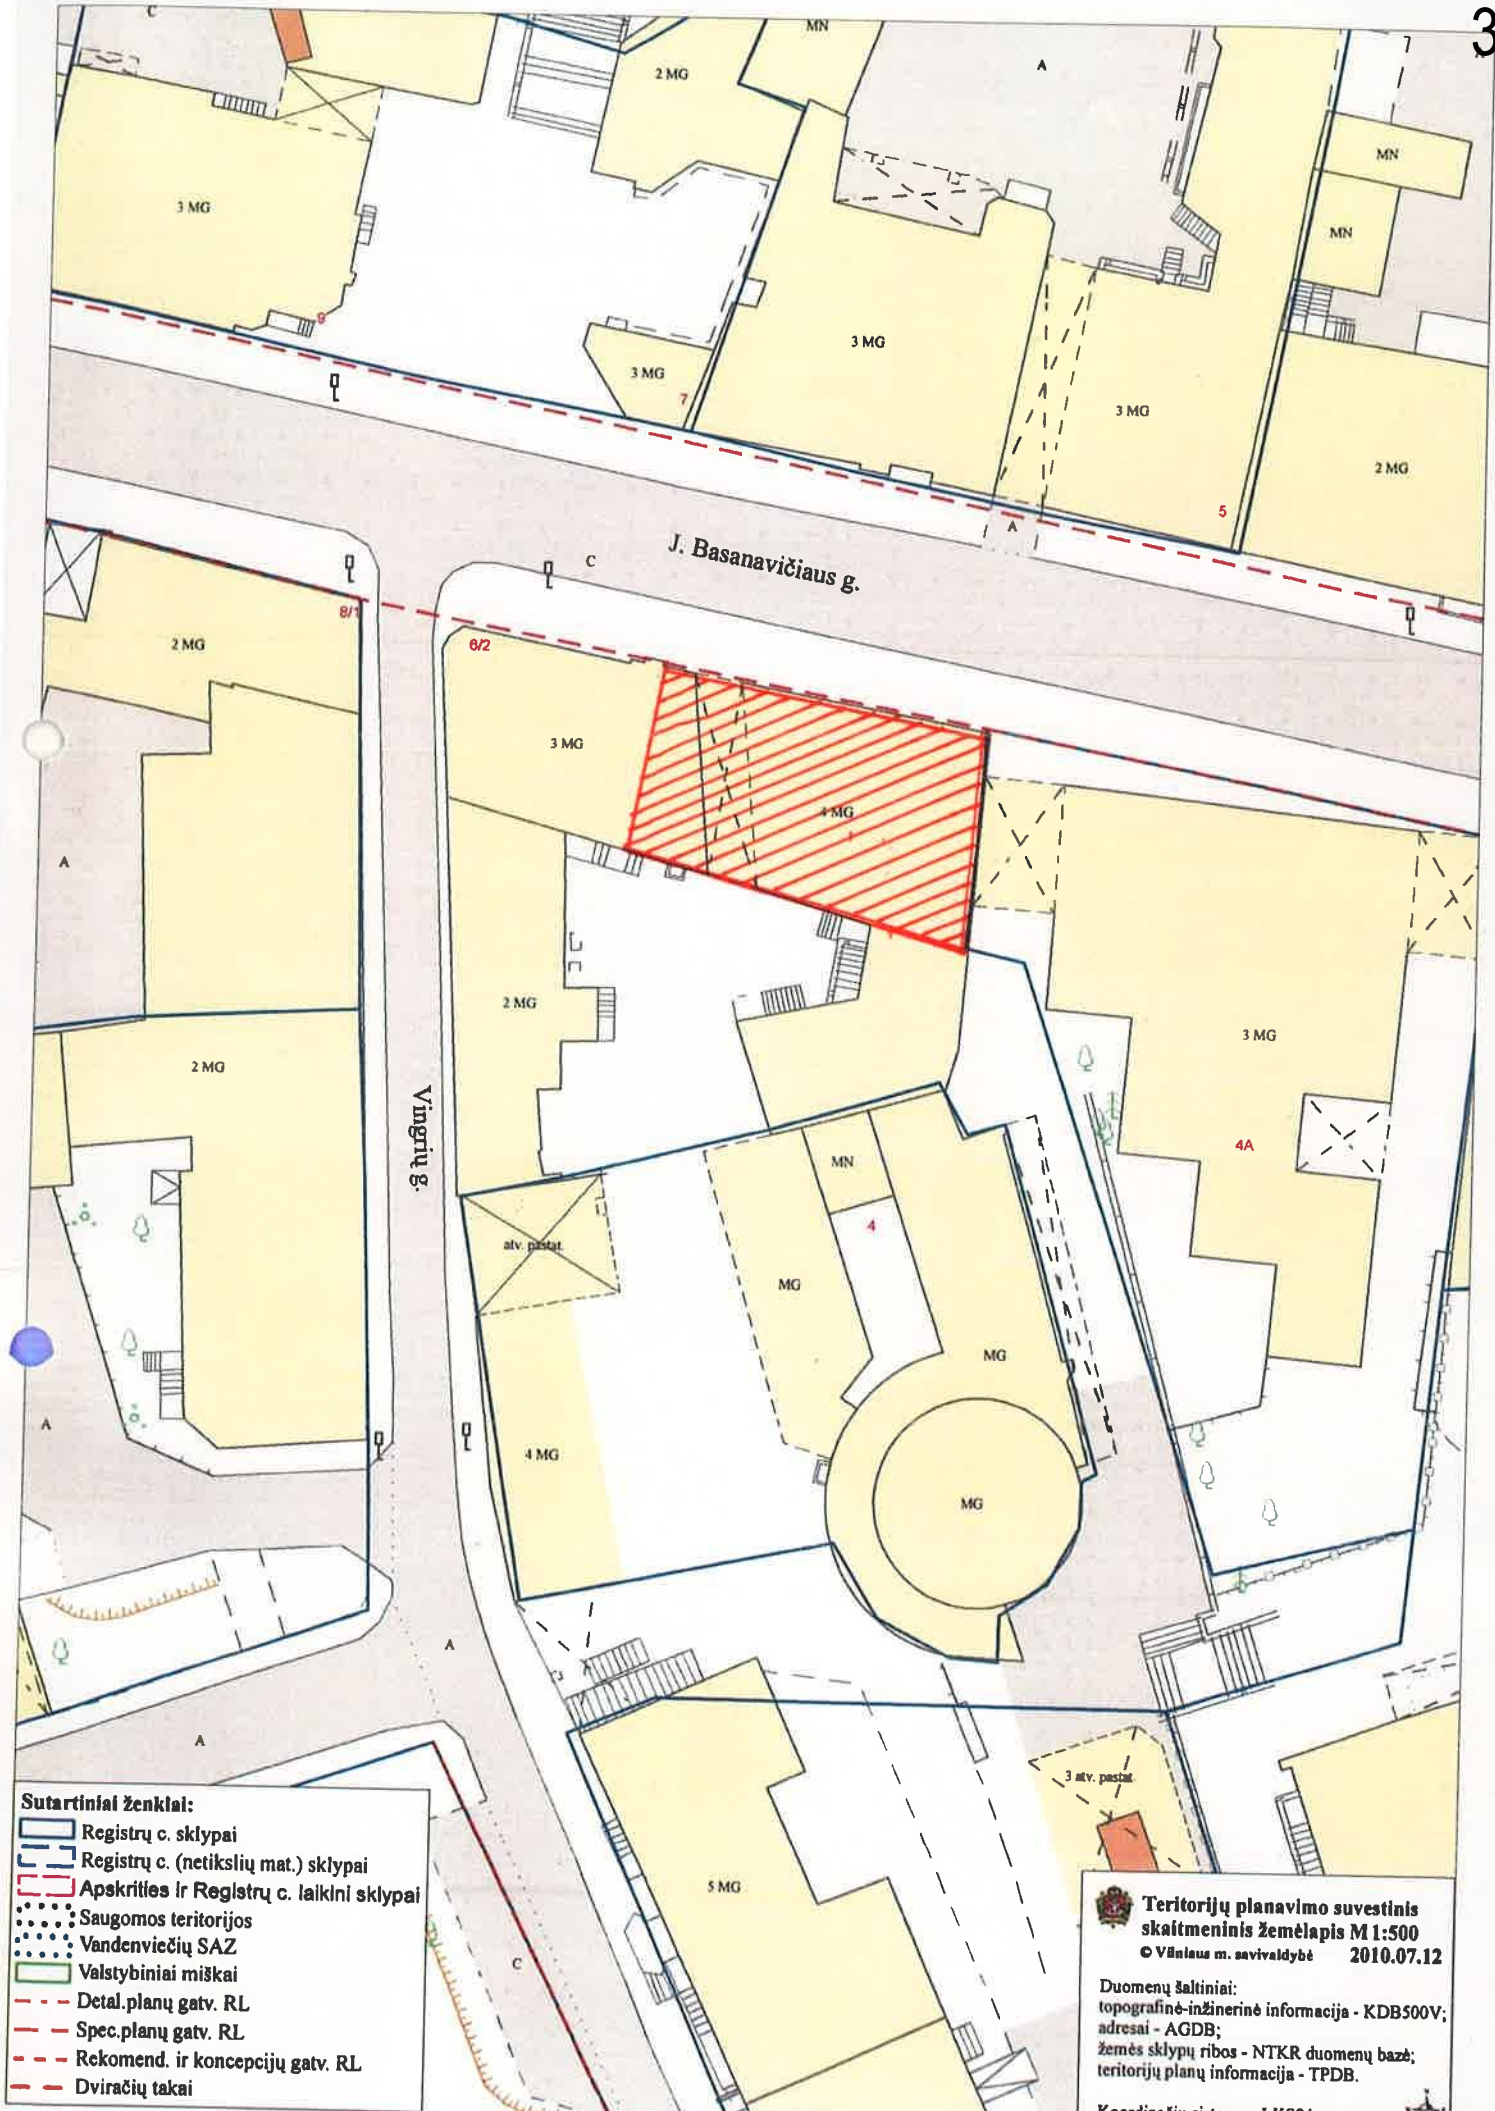 3
C
MN
A
2 MG
MN
3 MG
MN
9
3 MG
3 MG
7
3 MG
2 MG
5
A
J. Basanavičiaus g.
C
8/1
6/2
2 MG
3 MG
4 MG
A
2 MG
3 MG
2 MG
Vingrių g.
4A
MN
4
atv. pastat.
MG
MG
A
4 MG
MG
A
A
3 atv. pastat.
5 MG
C
Sutartiniai ženklai:
Registrų c. sklypai
Registrų c. (netikslių mat.) sklypai
Apskrities ir Registrų c. laikini sklypai
Saugomos teritorijos
Vandenviečių SAZ
Valstybiniai miškai
Detal.planų gatv. RL
Spec.planų gatv. RL
Rekomend. ir koncepcijų gatv. RL
Dviračių takai
Teritorijų planavimo suvestinis
skaitmeninis žemėlapis M 1:500
© Vilniaus m. savivaldybė 2010.07.12
Duomenų šaltiniai:
topografinė-inžinerinė informacija - KDB500V;
adresai - AGDB;
žemės sklypų ribos - NTKR duomenų bazė;
teritorijų planų informacija - TPDB.